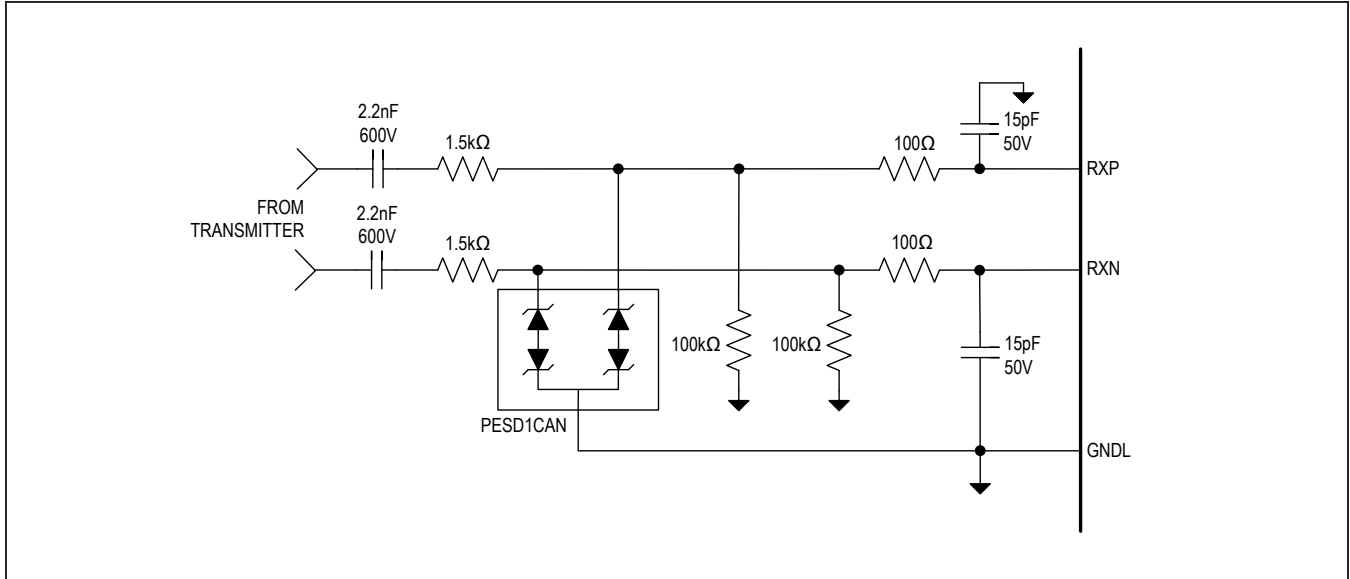 2.2nF
600V
1.5kΩ
100Ω
15pF
50V
RXP
FROM
TRANSMITTER
2.2nF
600V
1.5kΩ
100Ω
RXN
100kΩ
100kΩ
15pF
50V
PESD1CAN
GNDL